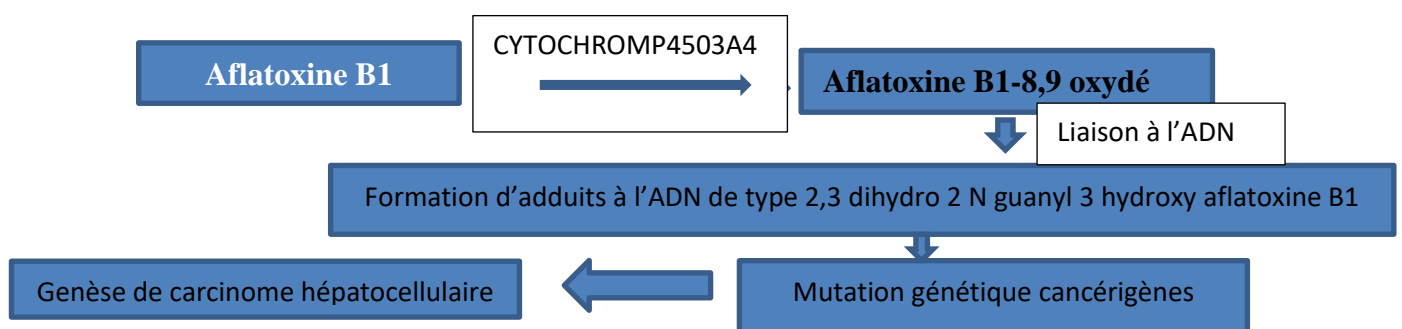 Aflatoxine B1
CYTOCHROMP4503A4
Aflatoxine B1-8,9 oxydé
Liaison à l’ADN
Formation d’adduits à l’ADN de type 2,3 dihydro 2 N guanyl 3 hydroxy aflatoxine B1
Mutation génétique cancérigènes
Genèse de carcinome hépatocellulaire